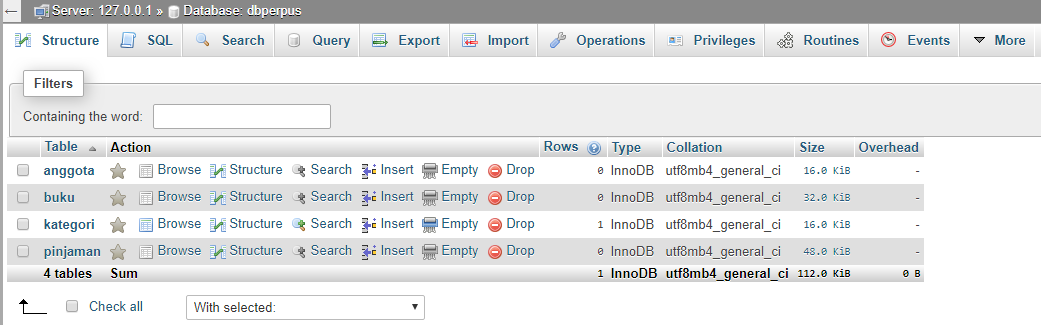 Server: 127.0.0.1 » Database: dbperpus
Structure SQL Search Query Export Import Operations Privileges Routines Events More
Filters
Containing the word:
Table Action Rows Type Collation Size Overhead
anggota Browse Structure Search Insert Empty Drop 0 InnoDB utf8mb4_general_ci 16.0 KiB -
buku Browse Structure Search Insert Empty Drop 0 InnoDB utf8mb4_general_ci 32.0 KiB -
kategori Browse Structure Search Insert Empty Drop 1 InnoDB utf8mb4_general_ci 16.0 KiB -
pinjaman Browse Structure Search Insert Empty Drop 0 InnoDB utf8mb4_general_ci 48.0 KiB -
4 tables Sum 1 InnoDB utf8mb4_general_ci 112.0 KiB 0 B
Check all With selected: